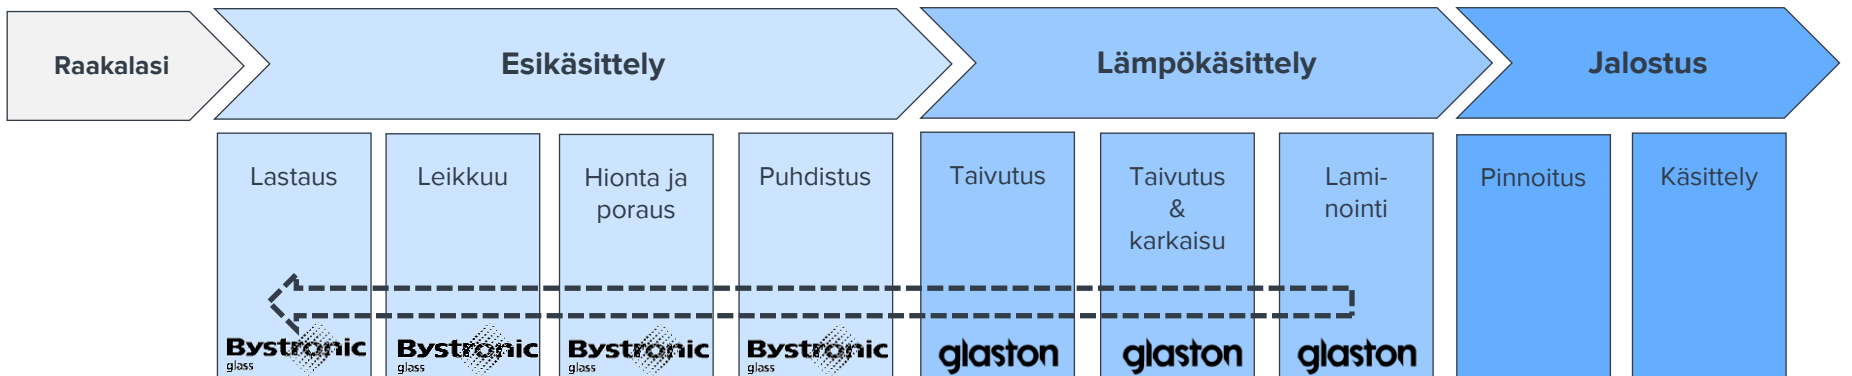 Raakalasi
Esikäsittely
Lämpökäsittely
Jalostus
Lastaus
Leikkuu
Hionta ja
poraus
Puhdistus
Taivutus
Taivutus
&
karkaisu
Lami-
nointi
Pinnoitus
Käsittely
Bystronic
glass
Bystronic
glass
Bystronic
glass
Bystronic
glass
glaston
glaston
glaston